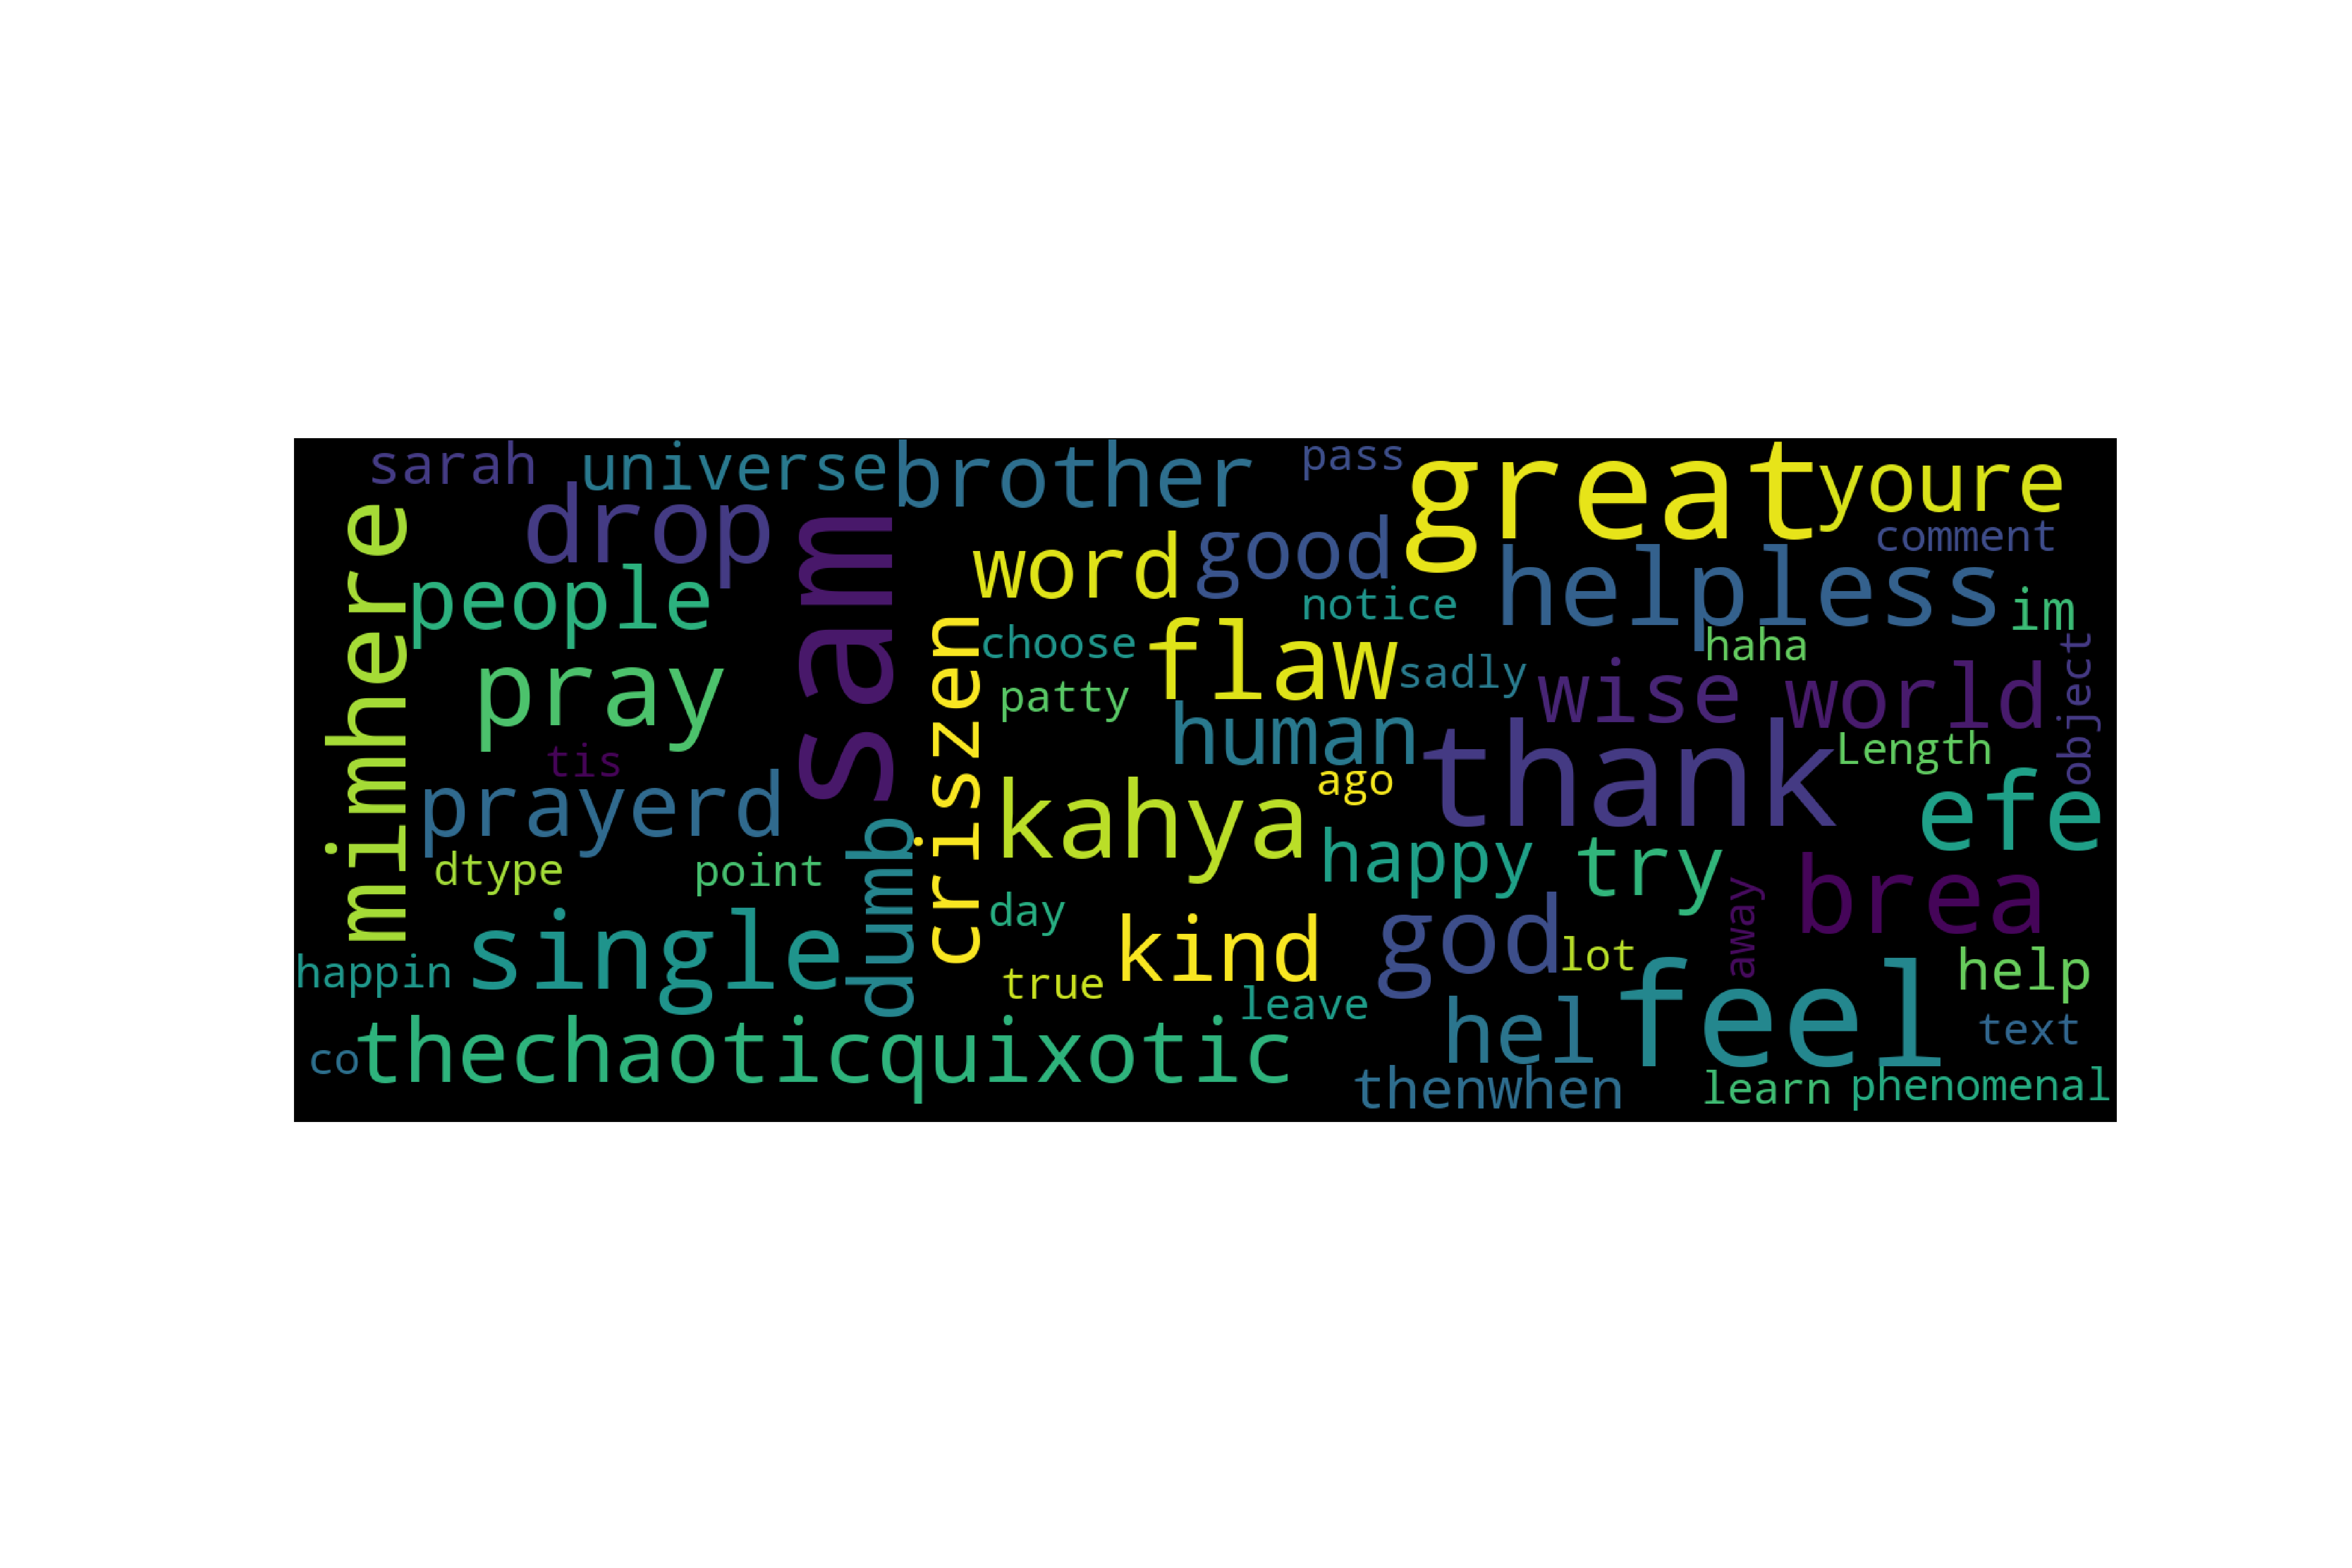 sarah
universe
brother
pass
great
youre
drop
comment
word
good
helpless
people
milmhere
sam
notice
im
choose
flaw
haha
criszen
pray
patty
sadly
wise
world
object
human
thank
Length
tis
ago
prayerd
kahya
efe
dumb
happy
try
dtype
point
brea
away
day
single
kind
god
lot
happin
true
leave
help
feel
co
thechaoticquixotic
hel
text
thenwhen
learn
phenomenal